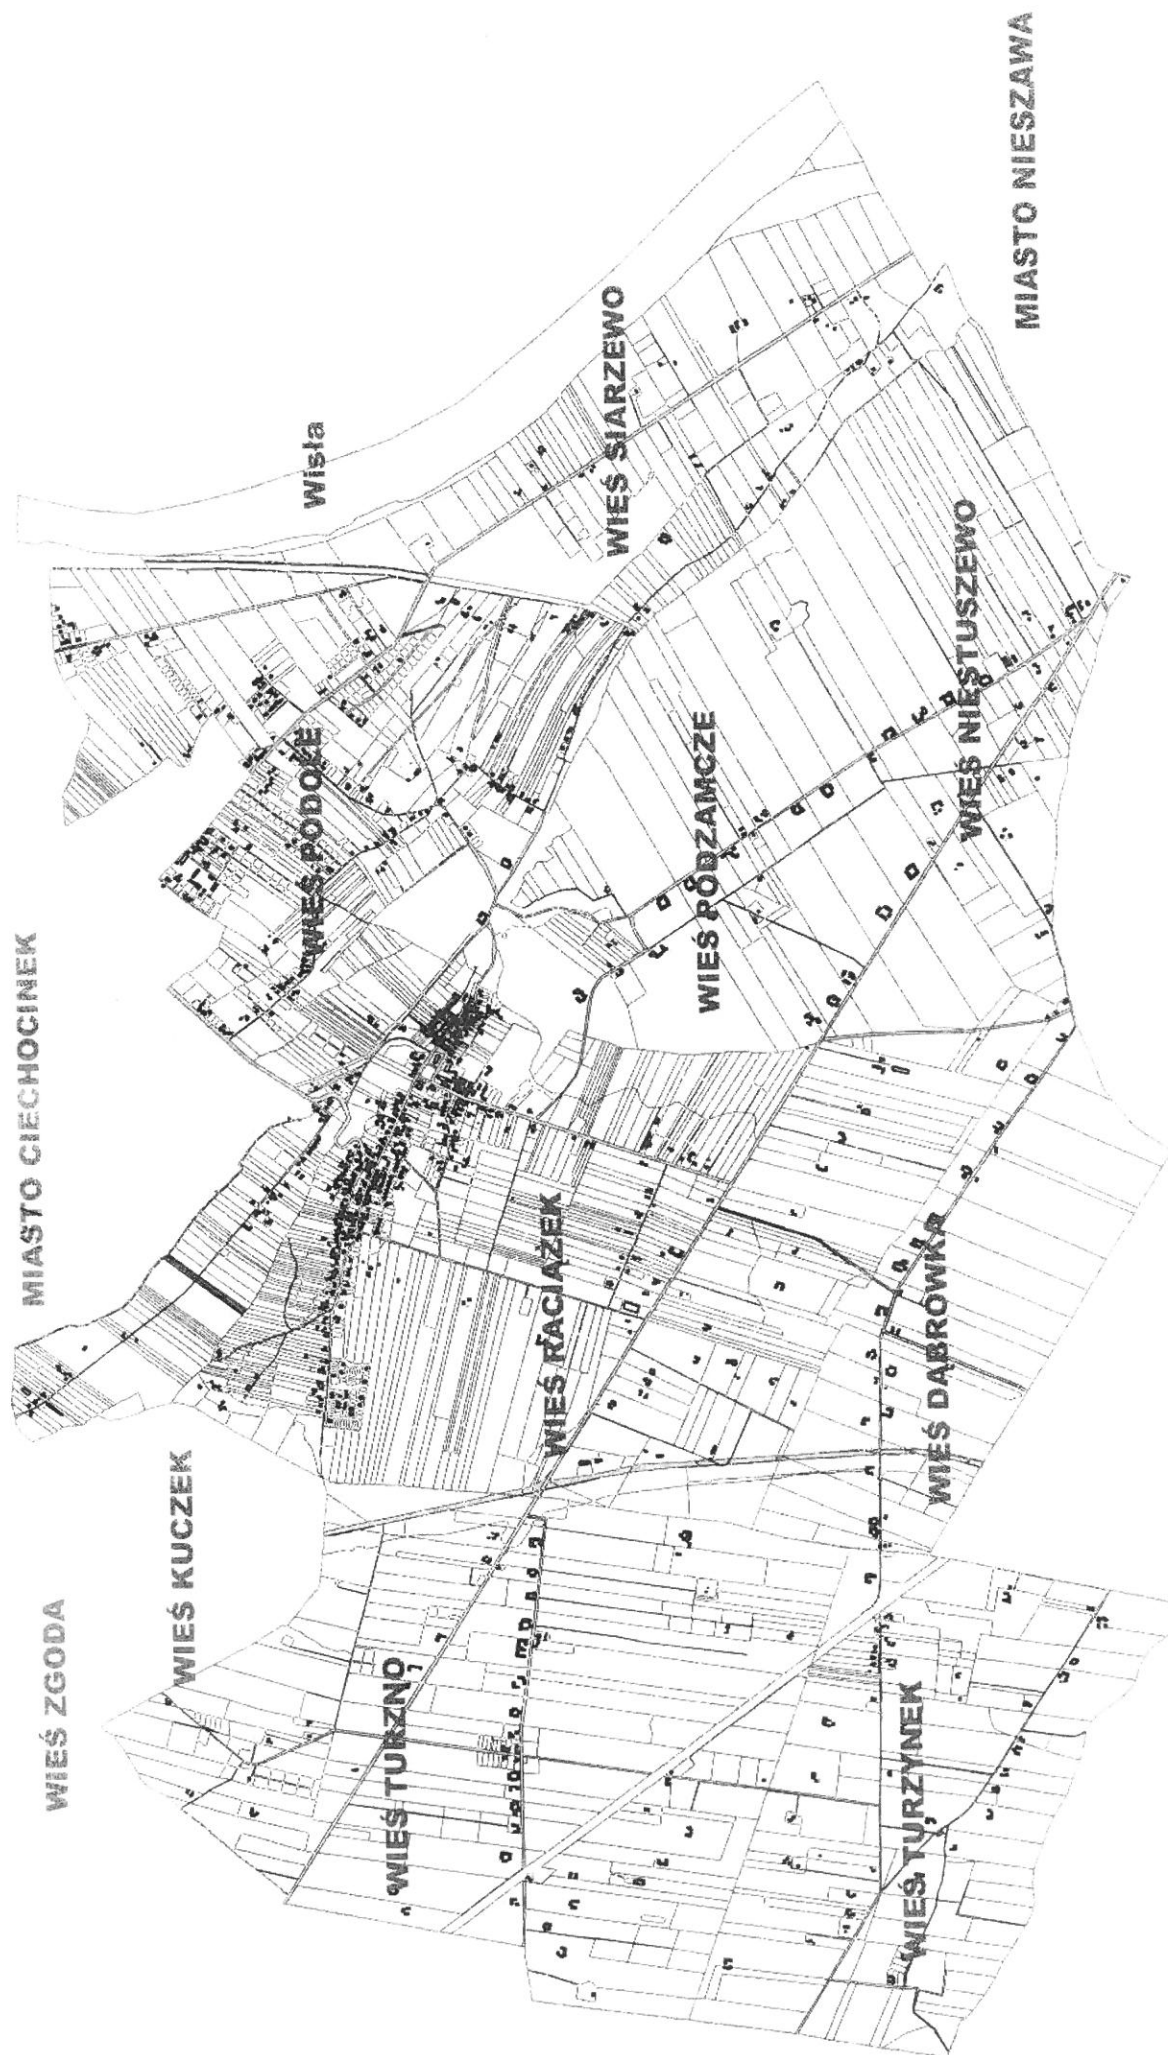 WIEŚ ZGODA
MIASTO CIECHOCINEK
WIEŚ KUCZEK
WIEŚ PODOLE
Wisła
WIEŚ TURZNO
WIEŚ RACIĄŻEK
WIEŚ SIARZEWO
WIEŚ PODZAMCZE
WIEŚ TURZYNEK
WIEŚ DĄBRÓWKA
WIEŚ NIESTUSZEWO
MIASTO NIESZAWA